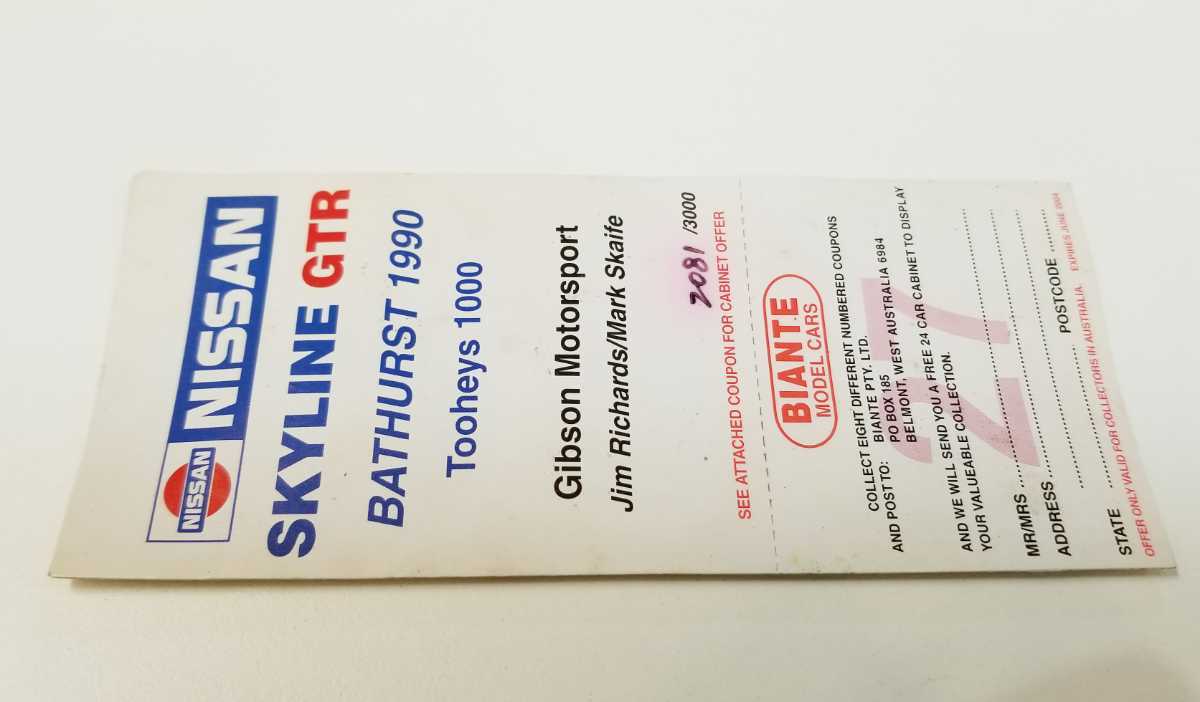 NISSAN NISSAN
SKYLINE GTR
BATHURST 1990
Tooheys 1000
Gibson Motorsport
Jim Richards/Mark Skaife
2081 /3000
SEE ATTACHED COUPON FOR CABINET OFFER
BIANTE
MODEL CARS
27
COLLECT EIGHT DIFFERENT NUMBERED COUPONS
AND POST TO: BIANTE PTY. LTD.
PO BOX 185
BELMONT, WEST AUSTRALIA 6984
AND WE WILL SEND YOU A FREE 24 CAR CABINET TO DISPLAY
YOUR VALUEABLE COLLECTION.
MR/MRS
ADDRESS
STATE POSTCODE
OFFER ONLY VALID FOR COLLECTORS IN AUSTRALIA. EXPIRES JUNE 2004